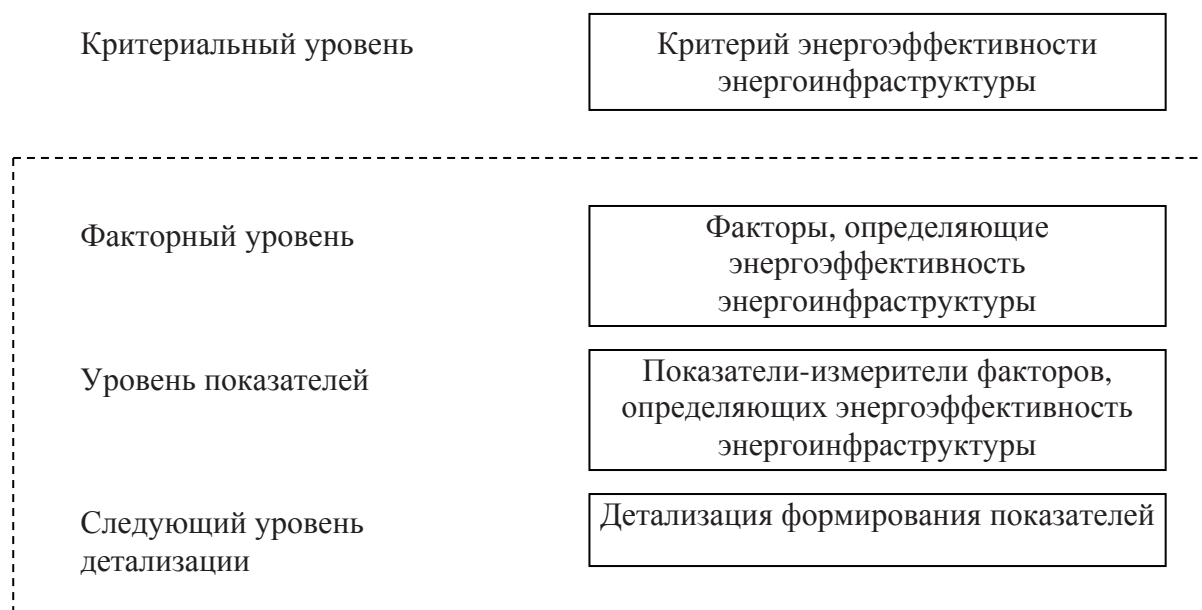 Критериальный уровень
Критерий энергоэффективности
энергоинфраструктуры
Факторный уровень
Факторы, определяющие
энергоэффективность
энергоинфраструктуры
Уровень показателей
Показатели-измерители факторов,
определяющих энергоэффективность
энергоинфраструктуры
Следующий уровень
детализации
Детализация формирования показателей